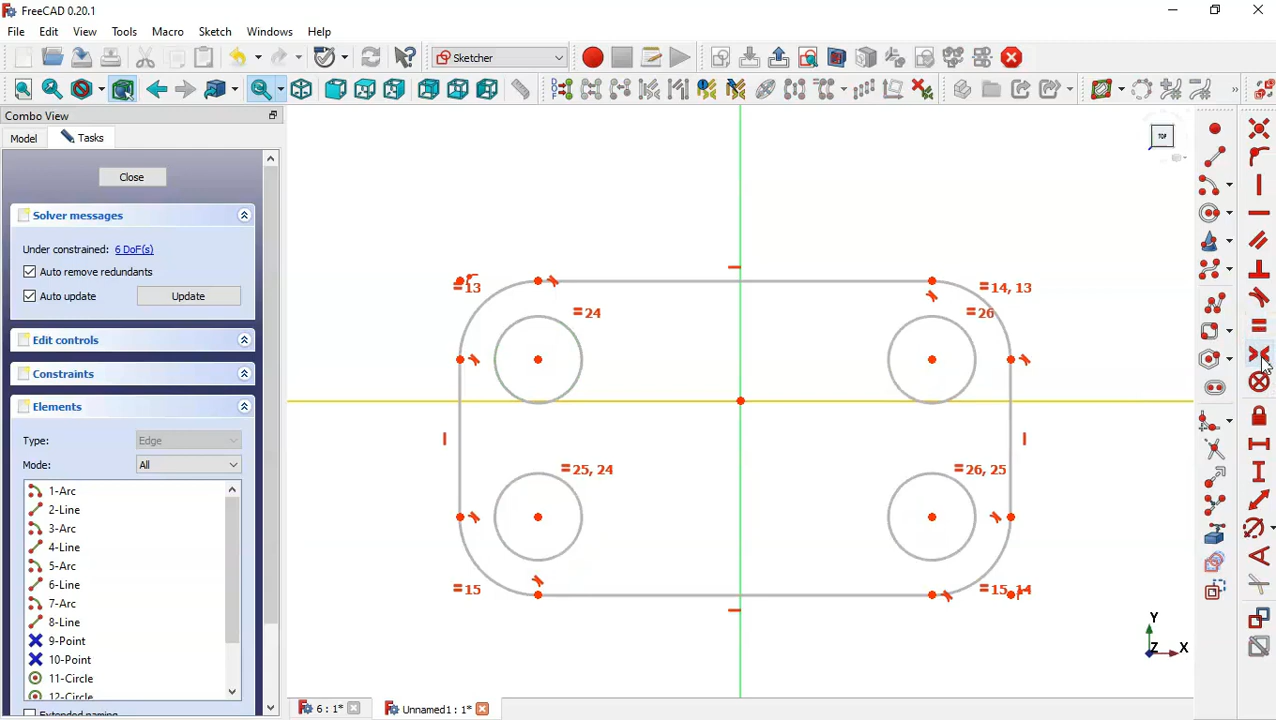 FreeCAD 0.20.1
File Edit View Tools Macro Sketch Windows Help
Sketcher
Combo View
Model Tasks
Close
Solver messages
Under constrained: 6 DoF(s)
Auto remove redundants
Auto update Update
Edit controls
Constraints
Elements
Type: Edge
Mode: All
1-Arc
2-Line
3-Arc
4-Line
5-Arc
6-Line
7-Arc
8-Line
9-Point
10-Point
11-Circle
12-Circle
Extended naming
TOP
=13
=14, 13
=24
=26
=25, 24
=26, 25
=15
=15, 14
Y
Z X
6 : 1*
Unnamed1 : 1*